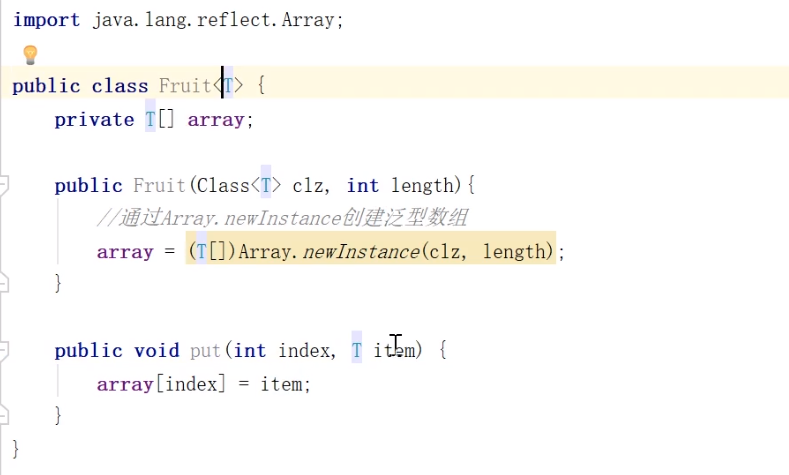 import java.lang.reflect.Array;
public class Fruit<T> {
private T[] array;
public Fruit(Class<T> clz, int length){
//通过Array.newInstance创建泛型数组
array = (T[])Array.newInstance(clz, length);
}
public void put(int index, T item) {
array[index] = item;
}
}